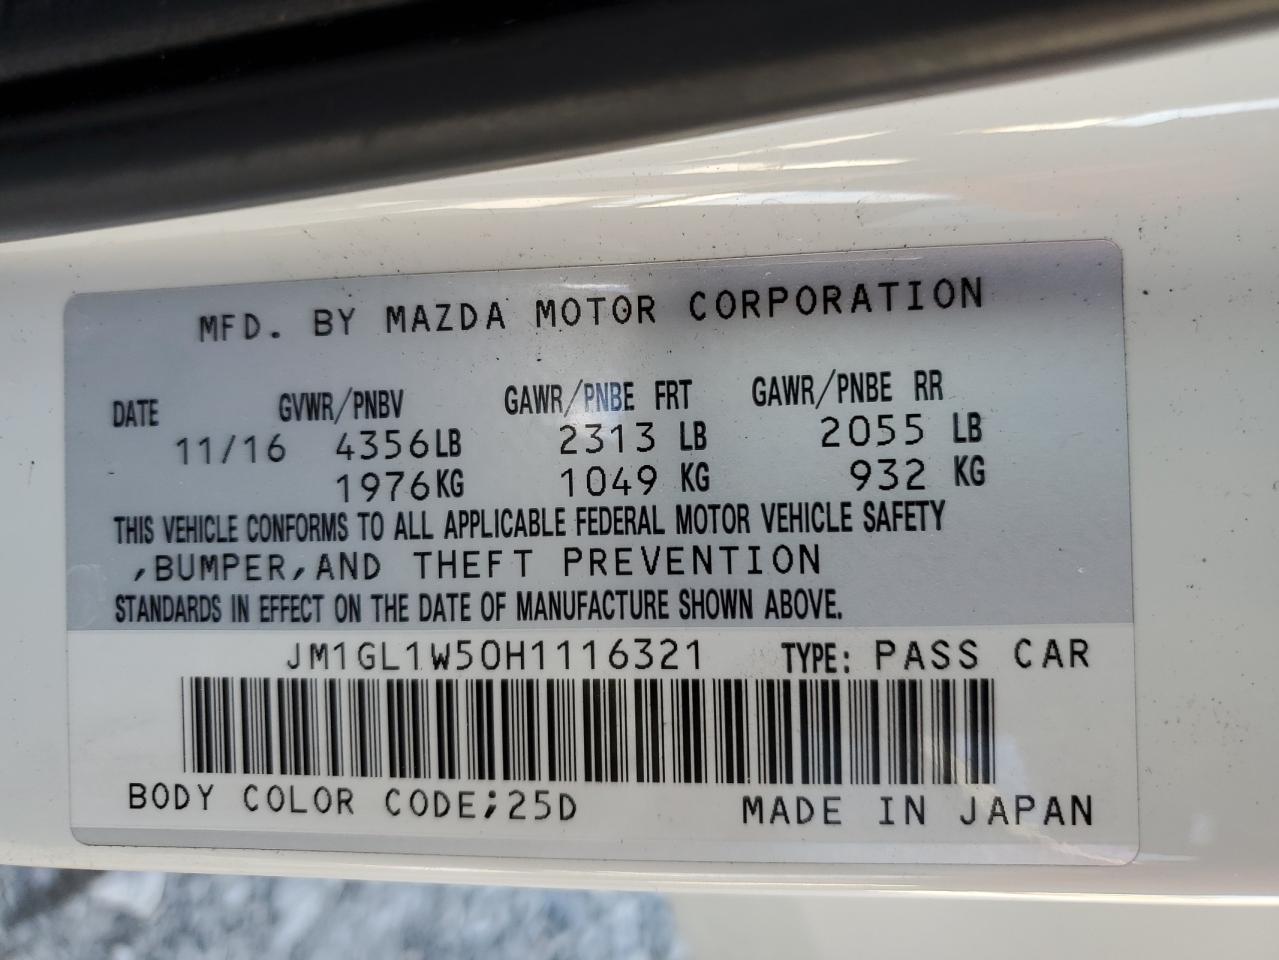 MFD. BY MAZDA MOTOR CORPORATION
DATE GVWR/PNBV GAWR/PNBE FRT GAWR/PNBE RR
11/16 4356LB 2313 LB 2055 LB
1976KG 1049 KG 932 KG
THIS VEHICLE CONFORMS TO ALL APPLICABLE FEDERAL MOTOR VEHICLE SAFETY
,BUMPER,AND THEFT PREVENTION
STANDARDS IN EFFECT ON THE DATE OF MANUFACTURE SHOWN ABOVE.
JM1GL1W50H1116321 TYPE: PASS CAR
BODY COLOR CODE;25D MADE IN JAPAN